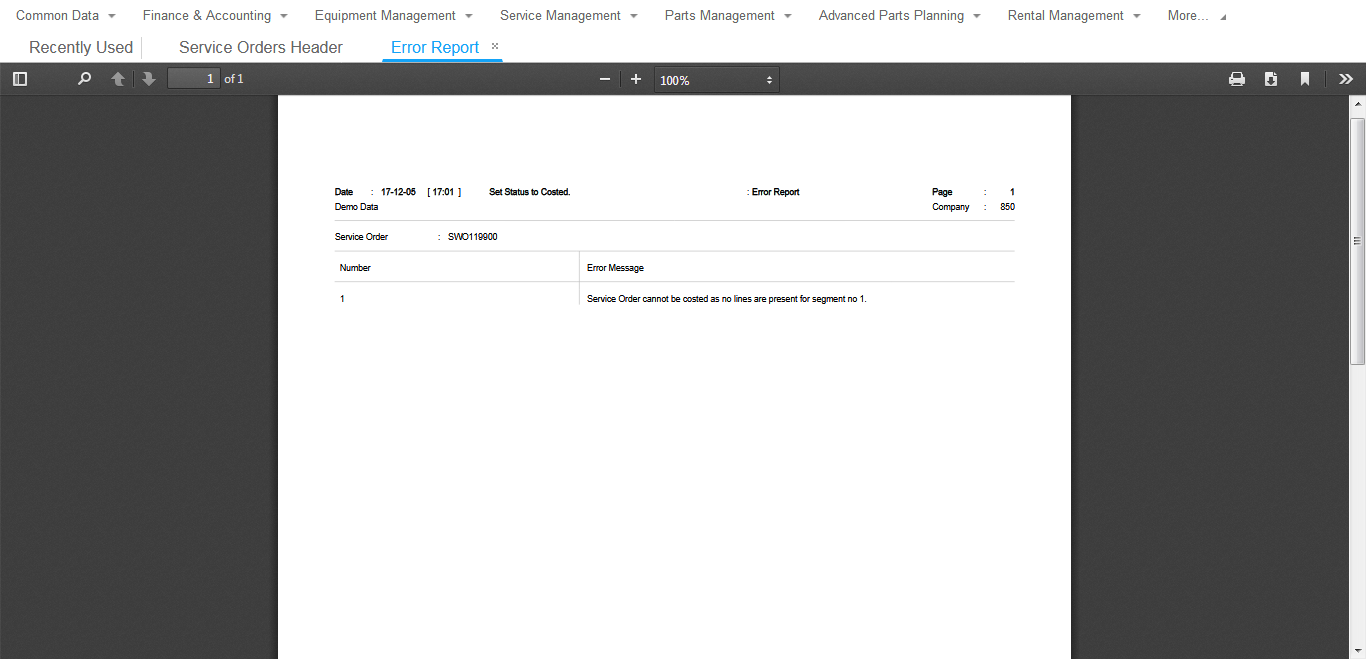 Common Data Finance & Accounting Equipment Management Service Management Parts Management Advanced Parts Planning Rental Management More...
Recently Used Service Orders Header Error Report ×
1 of 1 100%
Date : 17-12-05 [ 17:01 ] Set Status to Costed. : Error Report Page : 1
Demo Data Company : 850
Service Order : SWO119900
Number Error Message
1 Service Order cannot be costed as no lines are present for segment no 1.